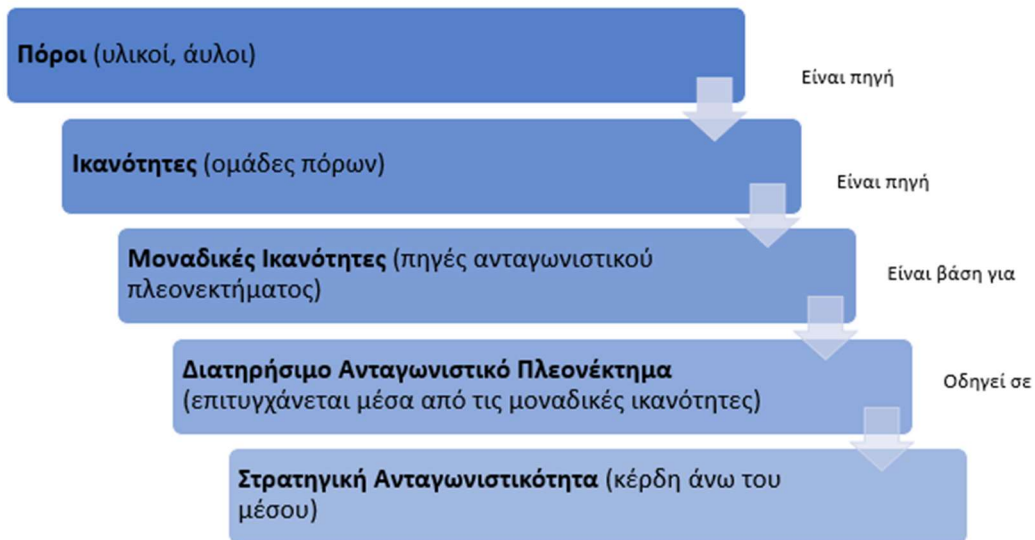 Πόροι (υλικοί, άυλοι)
Είναι πηγή
Ικανότητες (ομάδες πόρων)
Είναι πηγή
Μοναδικές Ικανότητες (πηγές ανταγωνιστικού
πλεονεκτήματος)
Είναι βάση για
Διατηρήσιμο Ανταγωνιστικό Πλεονέκτημα
(επιτυγχάνεται μέσα από τις μοναδικές ικανότητες)
Οδηγεί σε
Στρατηγική Ανταγωνιστικότητα (κέρδη άνω του
μέσου)